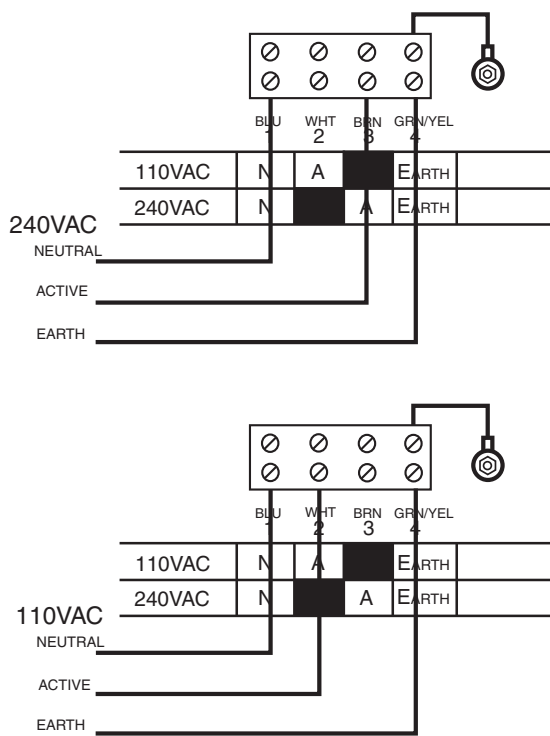 BLU WHT BRN GRN/YEL
1 2 3 4
110VAC N A EARTH
240VAC N A EARTH
240VAC
NEUTRAL
ACTIVE
EARTH
BLU WHT BRN GRN/YEL
1 2 3 4
110VAC N A EARTH
240VAC N A EARTH
110VAC
NEUTRAL
ACTIVE
EARTH